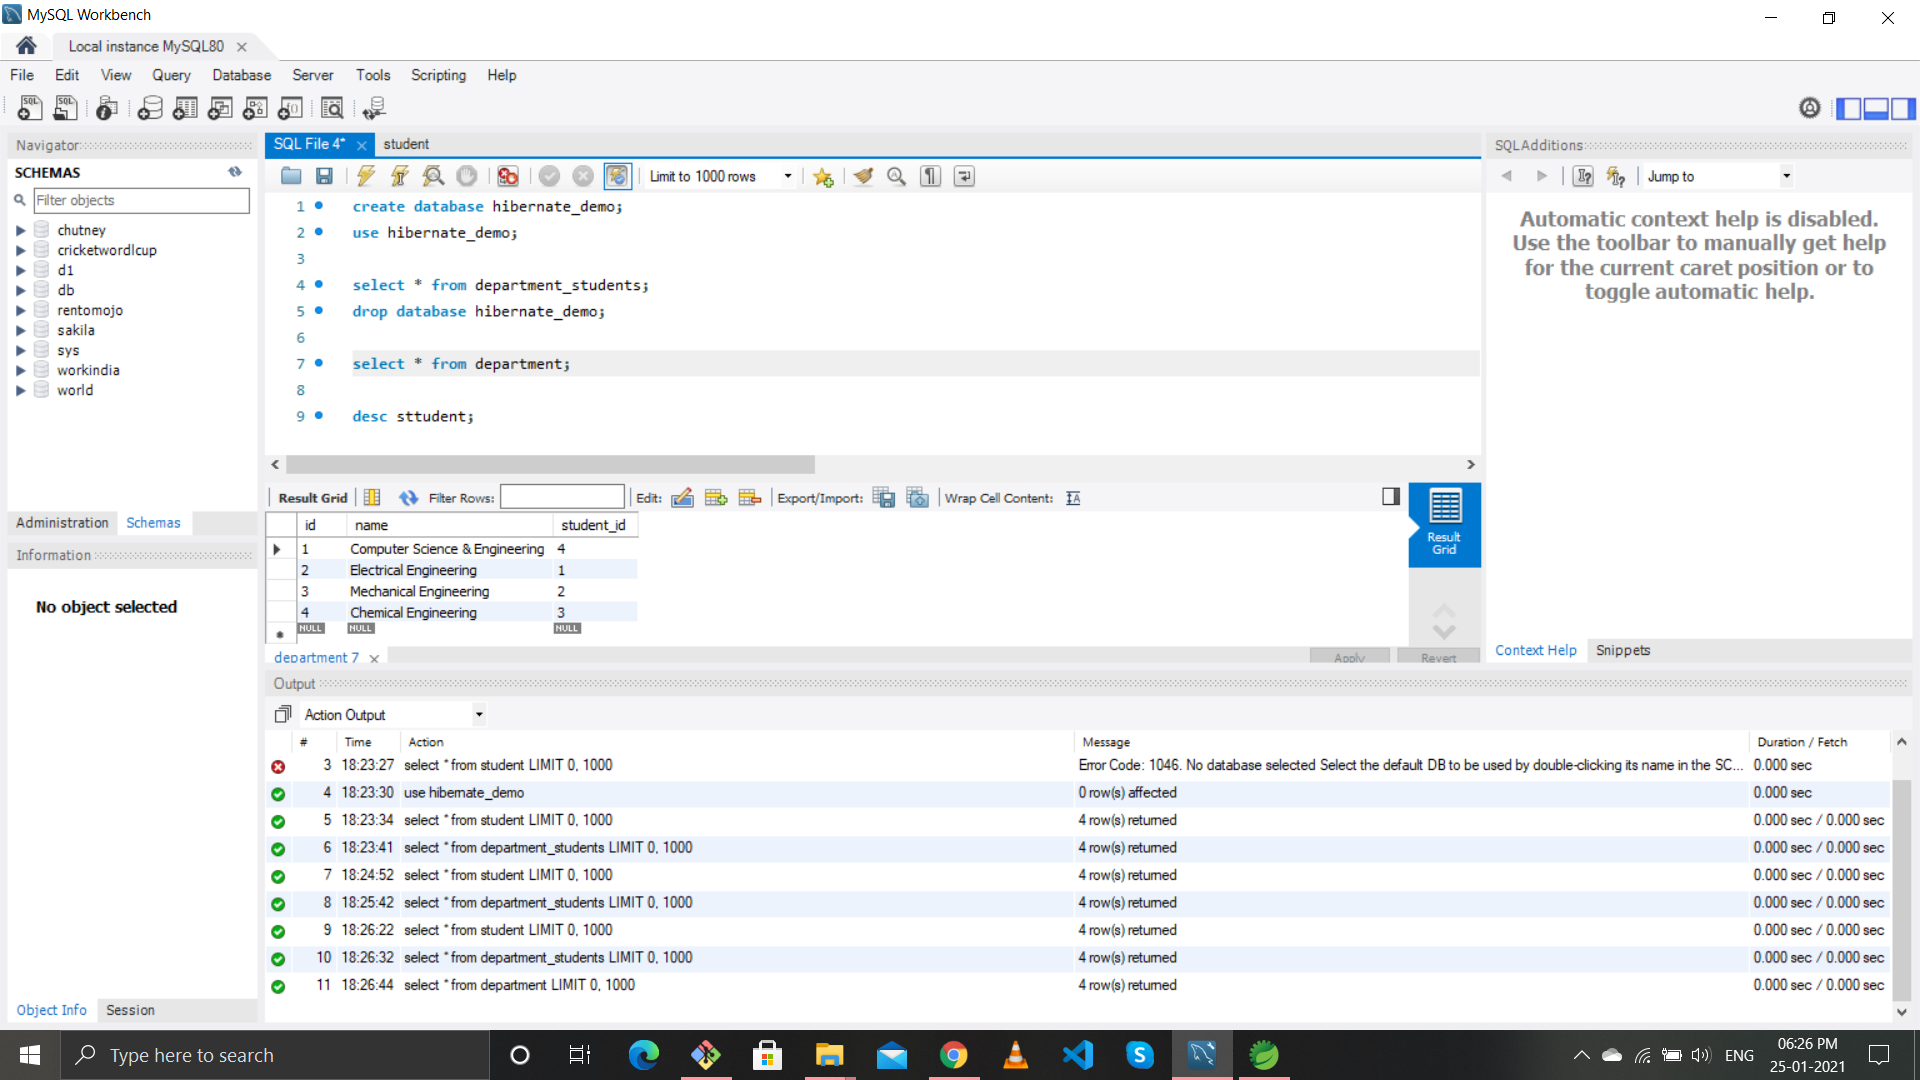 MySQL Workbench
Local instance MySQL80
File Edit View Query Database Server Tools Scripting Help
Navigator
SCHEMAS
Filter objects
chutney
cricketwordlcup
d1
db
rentomojo
sakila
sys
workindia
world
Administration Schemas
Information
No object selected
Object Info Session
SQL File 4* student
Limit to 1000 rows
1 create database hibernate_demo;
2 use hibernate_demo;
3
4 select * from department_students;
5 drop database hibernate_demo;
6
7 select * from department;
8
9 desc sttudent;
Result Grid Filter Rows: Edit: Export/Import: Wrap Cell Content:
id name student_id
1 Computer Science & Engineering 4
2 Electrical Engineering 1
3 Mechanical Engineering 2
4 Chemical Engineering 3
NULL NULL NULL
Result
Grid
department 7 Apply Revert
SQLAdditions
Jump to
Automatic context help is disabled.
Use the toolbar to manually get help
for the current caret position or to
toggle automatic help.
Context Help Snippets
Output
Action Output
# Time Action Message Duration / Fetch
3 18:23:27 select * from student LIMIT 0, 1000 Error Code: 1046. No database selected Select the default DB to be used by double-clicking its name in the SC... 0.000 sec
4 18:23:30 use hibernate_demo 0 row(s) affected 0.000 sec
5 18:23:34 select * from student LIMIT 0, 1000 4 row(s) returned 0.000 sec / 0.000 sec
6 18:23:41 select * from department_students LIMIT 0, 1000 4 row(s) returned 0.000 sec / 0.000 sec
7 18:24:52 select * from student LIMIT 0, 1000 4 row(s) returned 0.000 sec / 0.000 sec
8 18:25:42 select * from department_students LIMIT 0, 1000 4 row(s) returned 0.000 sec / 0.000 sec
9 18:26:22 select * from student LIMIT 0, 1000 4 row(s) returned 0.000 sec / 0.000 sec
10 18:26:32 select * from department_students LIMIT 0, 1000 4 row(s) returned 0.000 sec / 0.000 sec
11 18:26:44 select * from department LIMIT 0, 1000 4 row(s) returned 0.000 sec / 0.000 sec
Type here to search
ENG
06:26 PM
25-01-2021